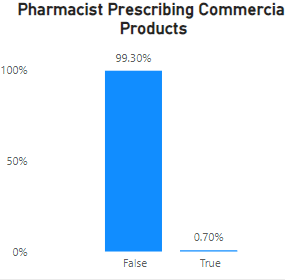 Pharmacist Prescribing Commercia
Products
99.30%
100%
50%
0.70%
0%
False
True